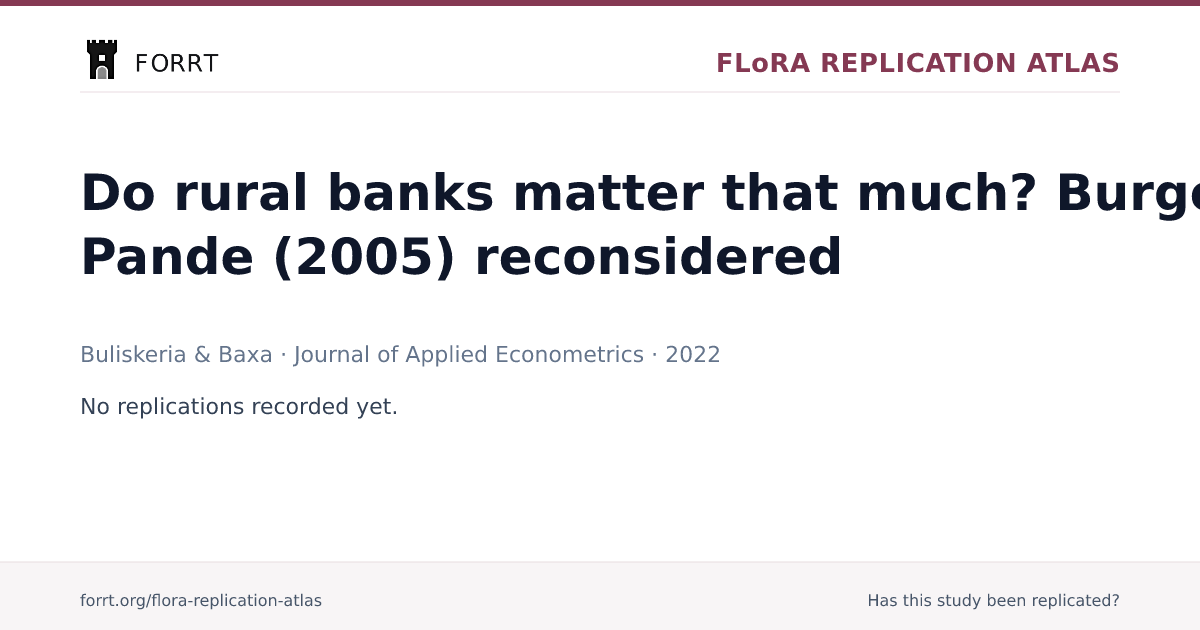 FORRT
FLoRA REPLICATION ATLAS
Do rural banks matter that much?
Pande (2005) reconsidered
Buliskeria & Baxa · Journal of Applied Econometrics · 2022
No replications recorded yet.
forrt.org/flora-replication-atlas
Has this study been replicated?